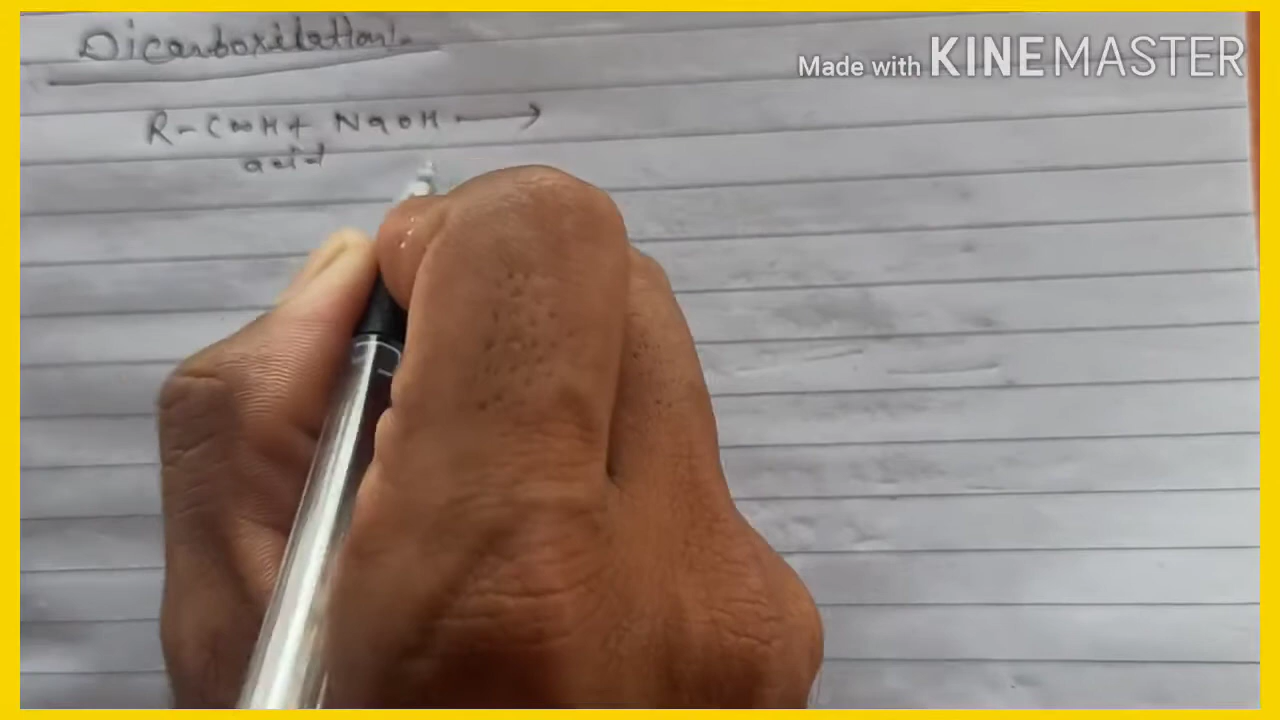 Dicarboxilation:-
Made with KINEMASTER
R-COOH + NaOH ⟶
acid